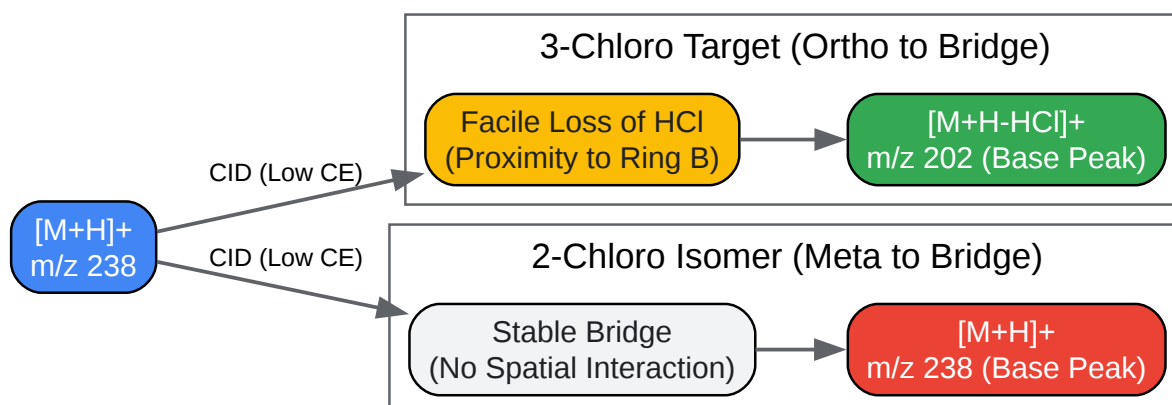 3-Chloro Target (Ortho to Bridge)
Facile Loss of HCl
(Proximity to Ring B)
[M+H-HCl]+
m/z 202 (Base Peak)
CID (Low CE)
[M+H]+
m/z 238
CID (Low CE)
2-Chloro Isomer (Meta to Bridge)
Stable Bridge
(No Spatial Interaction)
[M+H]+
m/z 238 (Base Peak)